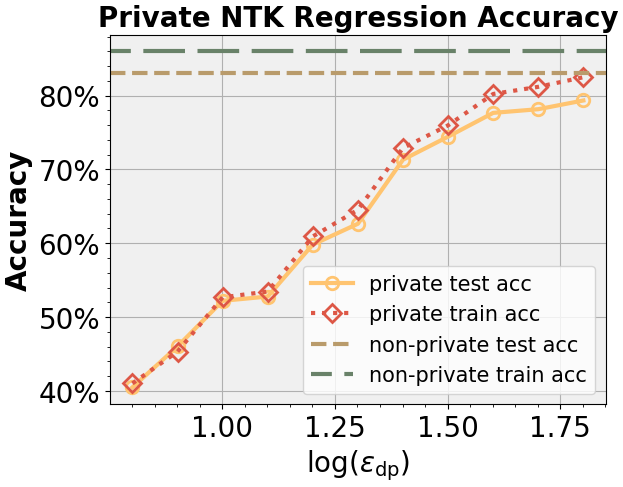 Private NTK Regression Accuracy
Accuracy
80%
70%
60%
50%
40%
private test acc
private train acc
non-private test acc
non-private train acc
1.00 1.25 1.50 1.75
log(ε_dp)